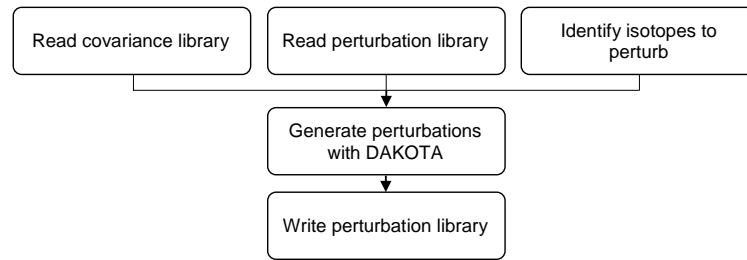 Read covariance library
Read perturbation library
Identify isotopes to
perturb
Generate perturbations
with DAKOTA
Write perturbation library